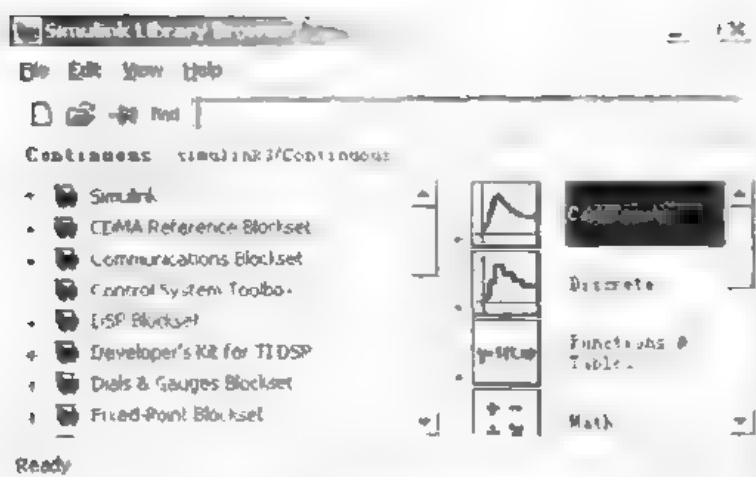 Simulink Library Browser
File Edit View Help
Find
Continuous simulink3/Continuous
Simulink
CDMA Reference Blockset
Communications Blockset
Control System Toolbox
DSP Blockset
Developer's Kit for TI DSP
Dials & Gauges Blockset
Fixed-Point Blockset
Continuous
Discrete
Functions &
Tables
Math
Ready